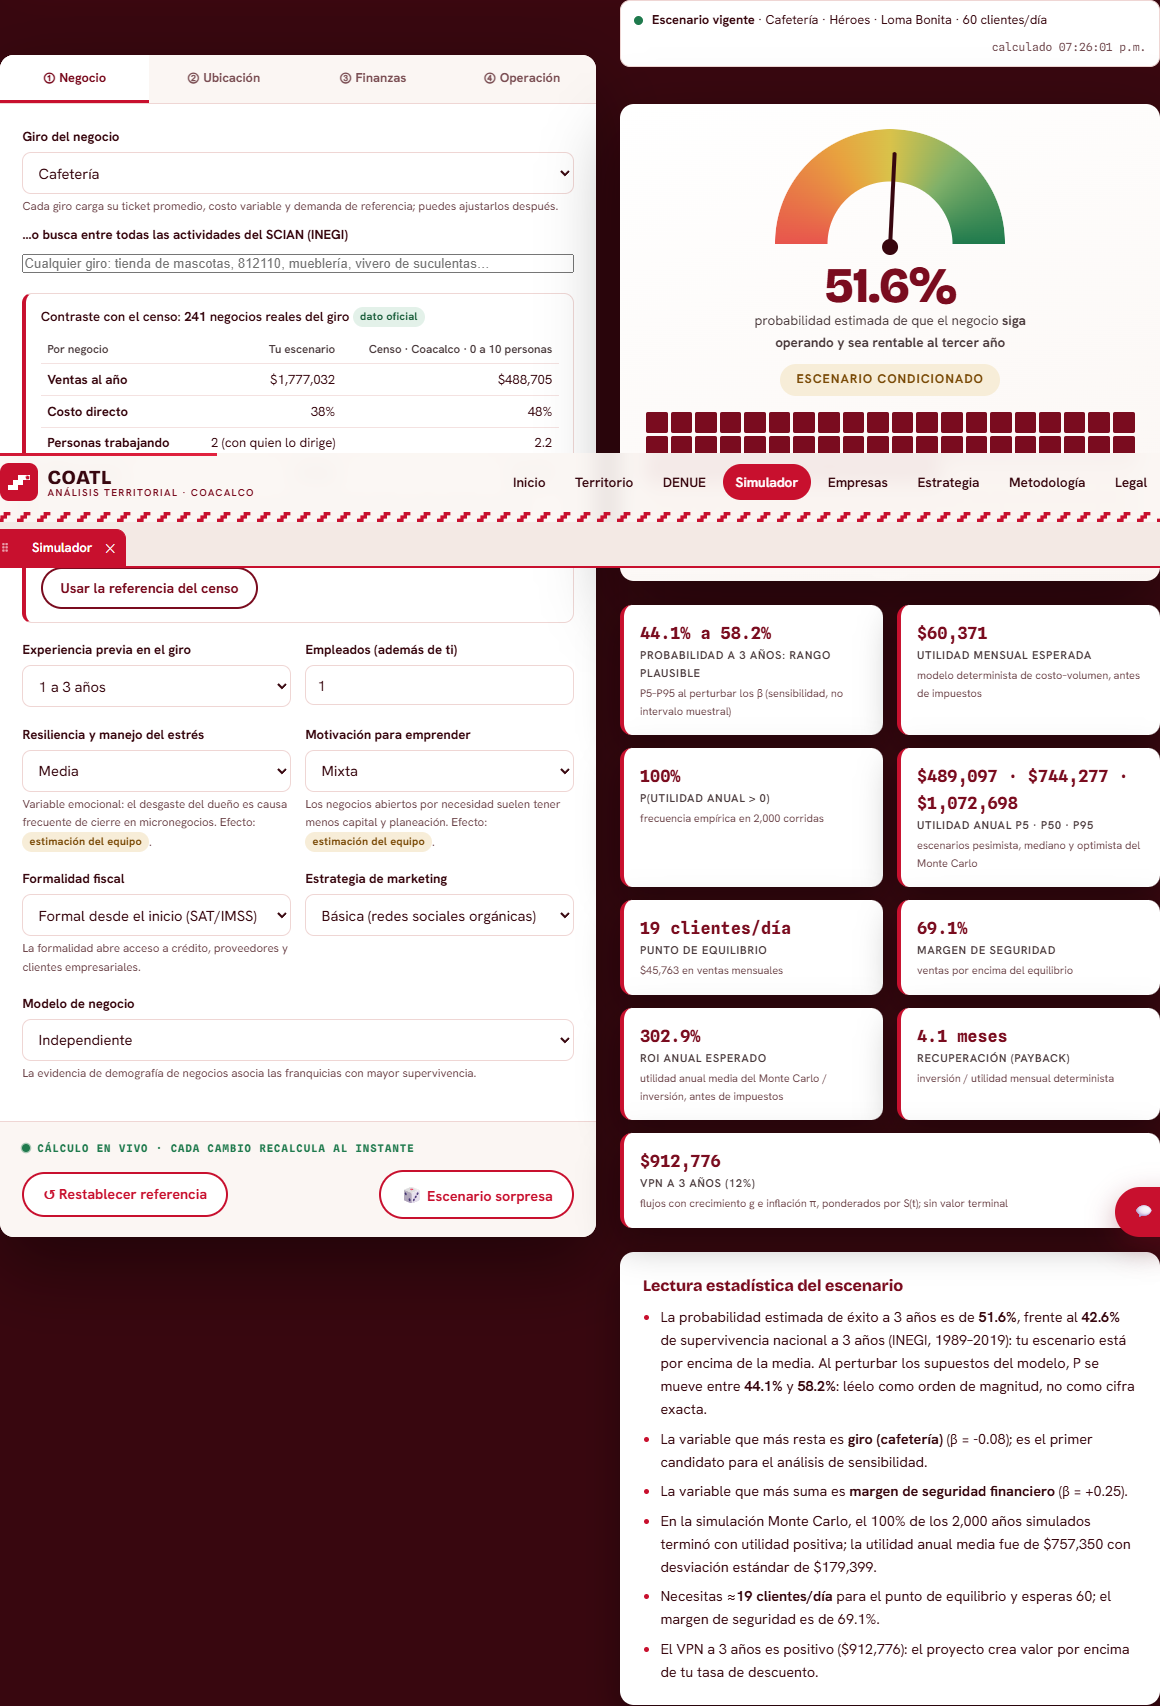 Escenario vigente · Cafetería · Héroes · Loma Bonita · 60 clientes/día
calculado 07:26:01 p.m.
① Negocio
② Ubicación
③ Finanzas
④ Operación
Giro del negocio
Cafetería
Cada giro carga su ticket promedio, costo variable y demanda de referencia; puedes ajustarlos después.
...o busca entre todas las actividades del SCIAN (INEGI)
Cualquier giro: tienda de mascotas, 812110, mueblería, vivero de suculentas...
Contraste con el censo: 241 negocios reales del giro dato oficial
Por negocio Tu escenario Censo · Coacalco · 0 a 10 personas
Ventas al año $1,777,032 $488,705
Costo directo 38% 48%
Personas trabajando 2 (con quien lo dirige) 2.2
51.6%
probabilidad estimada de que el negocio siga
operando y sea rentable al tercer año
ESCENARIO CONDICIONADO
COATL
ANÁLISIS TERRITORIAL · COACALCO
Inicio Territorio DENUE Simulador Empresas Estrategia Metodología Legal
Simulador ×
Usar la referencia del censo
Experiencia previa en el giro
1 a 3 años
Empleados (además de ti)
1
Resiliencia y manejo del estrés
Media
Variable emocional: el desgaste del dueño es causa
frecuente de cierre en micronegocios. Efecto:
estimación del equipo.
Motivación para emprender
Mixta
Los negocios abiertos por necesidad suelen tener
menos capital y planeación. Efecto:
estimación del equipo.
Formalidad fiscal
Formal desde el inicio (SAT/IMSS)
La formalidad abre acceso a crédito, proveedores y
clientes empresariales.
Estrategia de marketing
Básica (redes sociales orgánicas)
Modelo de negocio
Independiente
La evidencia de demografía de negocios asocia las franquicias con mayor supervivencia.
CÁLCULO EN VIVO · CADA CAMBIO RECALCULA AL INSTANTE
↺ Restablecer referencia
Escenario sorpresa
44.1% a 58.2%
PROBABILIDAD A 3 AÑOS: RANGO
PLAUSIBLE
P5-P95 al perturbar los β (sensibilidad, no
intervalo muestral)
$60,371
UTILIDAD MENSUAL ESPERADA
modelo determinista de costo-volumen, antes
de impuestos
100%
P(UTILIDAD ANUAL > 0)
frecuencia empírica en 2,000 corridas
$489,097 · $744,277 ·
$1,072,698
UTILIDAD ANUAL P5 · P50 · P95
escenarios pesimista, mediano y optimista del
Monte Carlo
19 clientes/día
PUNTO DE EQUILIBRIO
$45,763 en ventas mensuales
69.1%
MARGEN DE SEGURIDAD
ventas por encima del equilibrio
302.9%
ROI ANUAL ESPERADO
utilidad anual media del Monte Carlo /
inversión, antes de impuestos
4.1 meses
RECUPERACIÓN (PAYBACK)
inversión / utilidad mensual determinista
$912,776
VPN A 3 AÑOS (12%)
flujos con crecimiento g e inflación π, ponderados por S(t); sin valor terminal
Lectura estadística del escenario
• La probabilidad estimada de éxito a 3 años es de 51.6%, frente al 42.6%
de supervivencia nacional a 3 años (INEGI, 1989–2019): tu escenario está
por encima de la media. Al perturbar los supuestos del modelo, P se
mueve entre 44.1% y 58.2%: léelo como orden de magnitud, no como cifra
exacta.
• La variable que más resta es giro (cafetería) (β = -0.08); es el primer
candidato para el análisis de sensibilidad.
• La variable que más suma es margen de seguridad financiero (β = +0.25).
• En la simulación Monte Carlo, el 100% de los 2,000 años simulados
terminó con utilidad positiva; la utilidad anual media fue de $757,350 con
desviación estándar de $179,399.
• Necesitas ≈19 clientes/día para el punto de equilibrio y esperas 60; el
margen de seguridad es de 69.1%.
• El VPN a 3 años es positivo ($912,776): el proyecto crea valor por encima
de tu tasa de descuento.